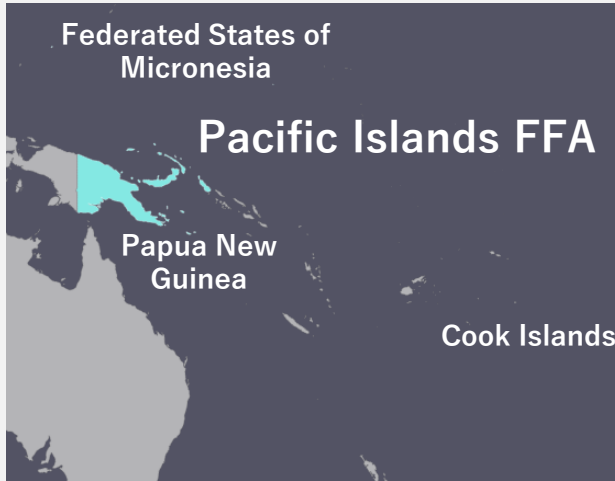 Federated States of
Micronesia
Pacific Islands FFA
Papua New
Guinea
Cook Islands